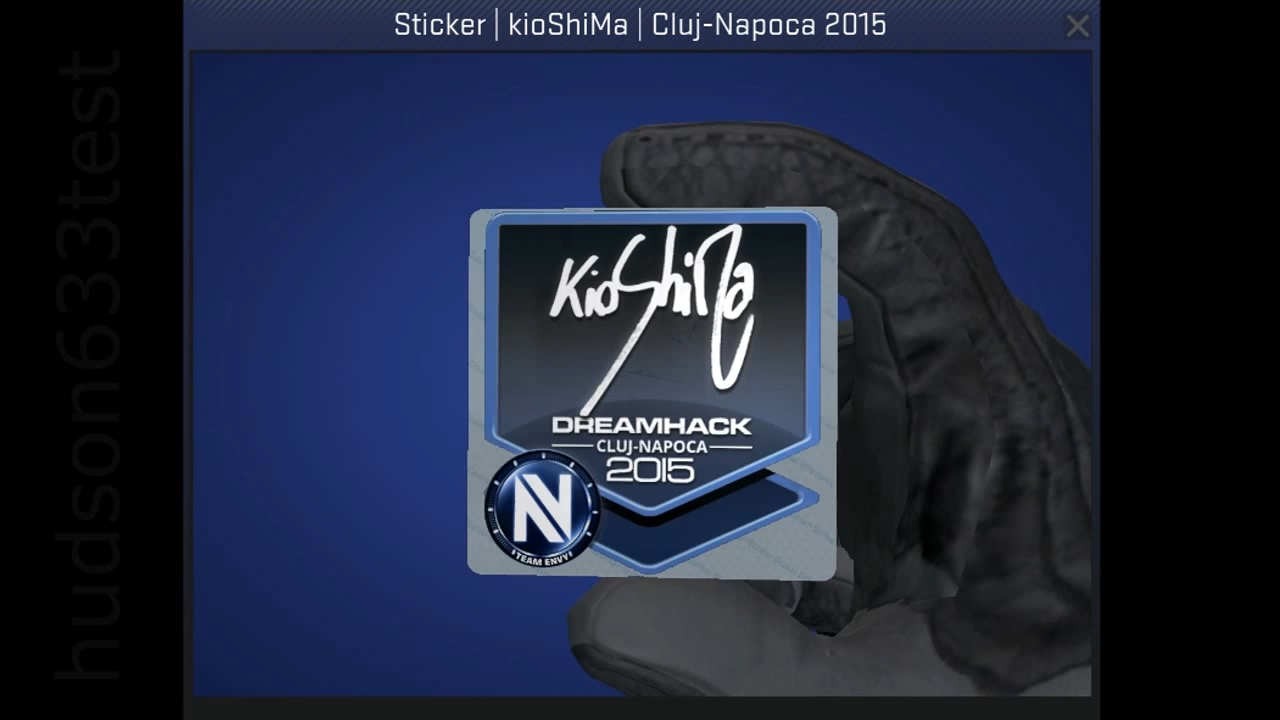 Sticker | kioShiMa | Cluj-Napoca 2015
hudson633test
KioShiMa
DREAMHACK
CLUJ-NAPOCA
2015
TEAM ENVY